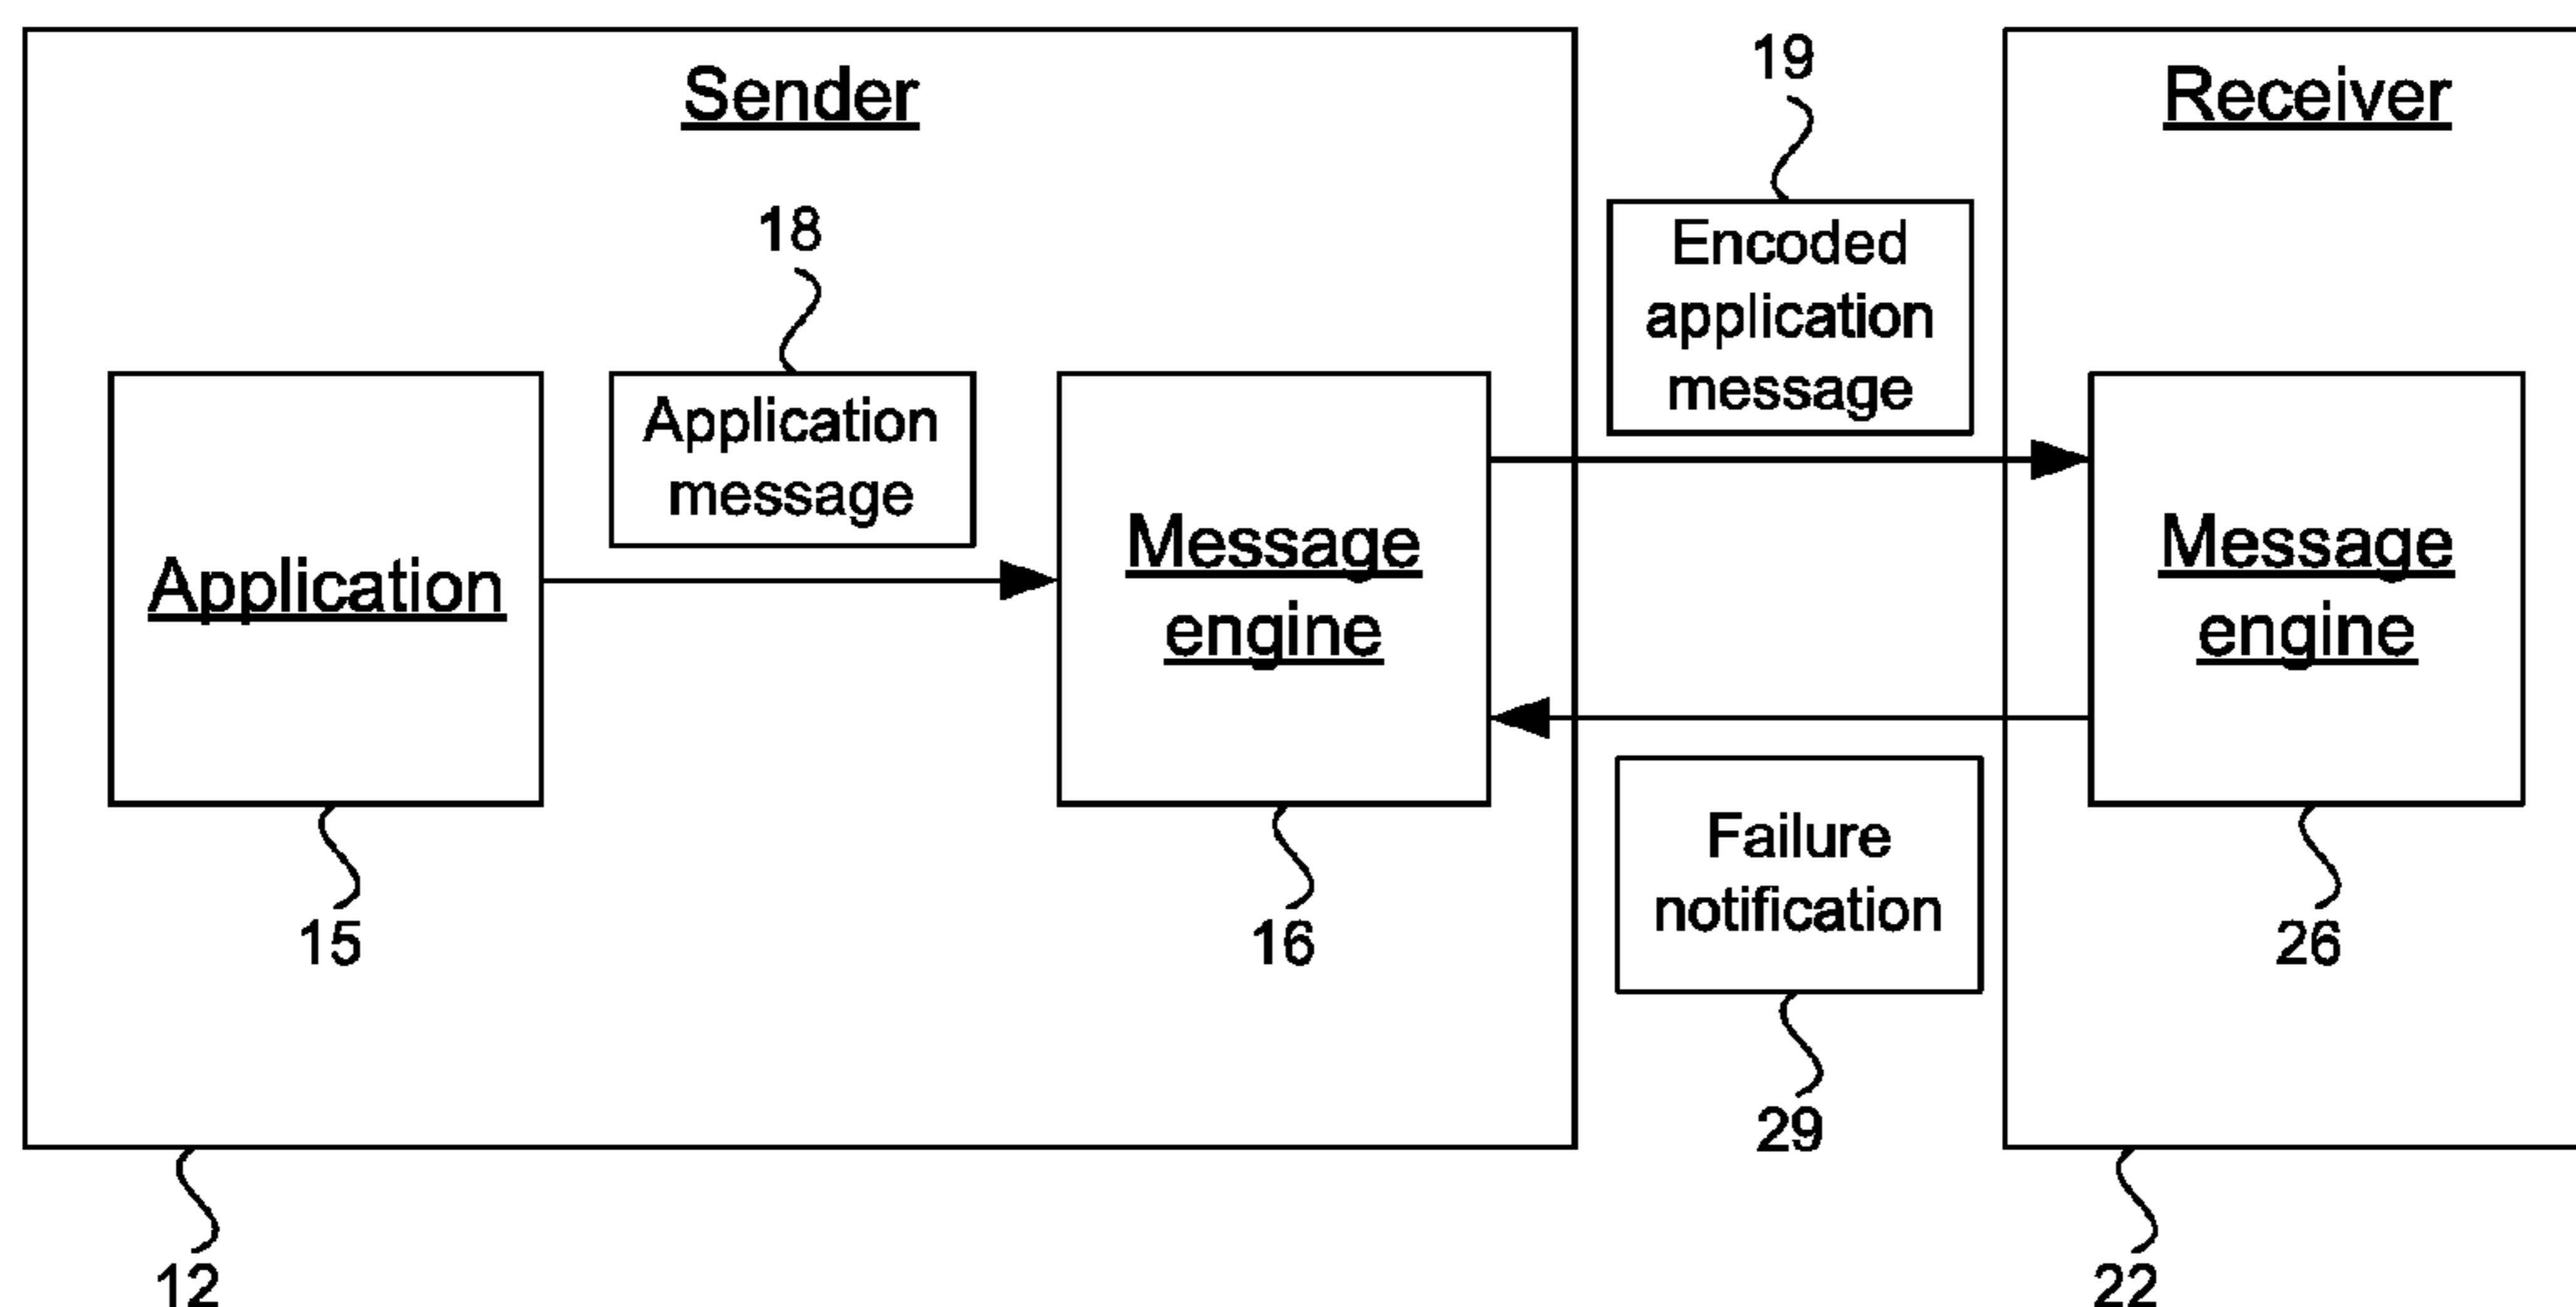 Sender
Receiver
19
Encoded
application
message
18
Application
message
Application
Message
engine
Message
engine
Failure
notification
15
16
26
29
12
22